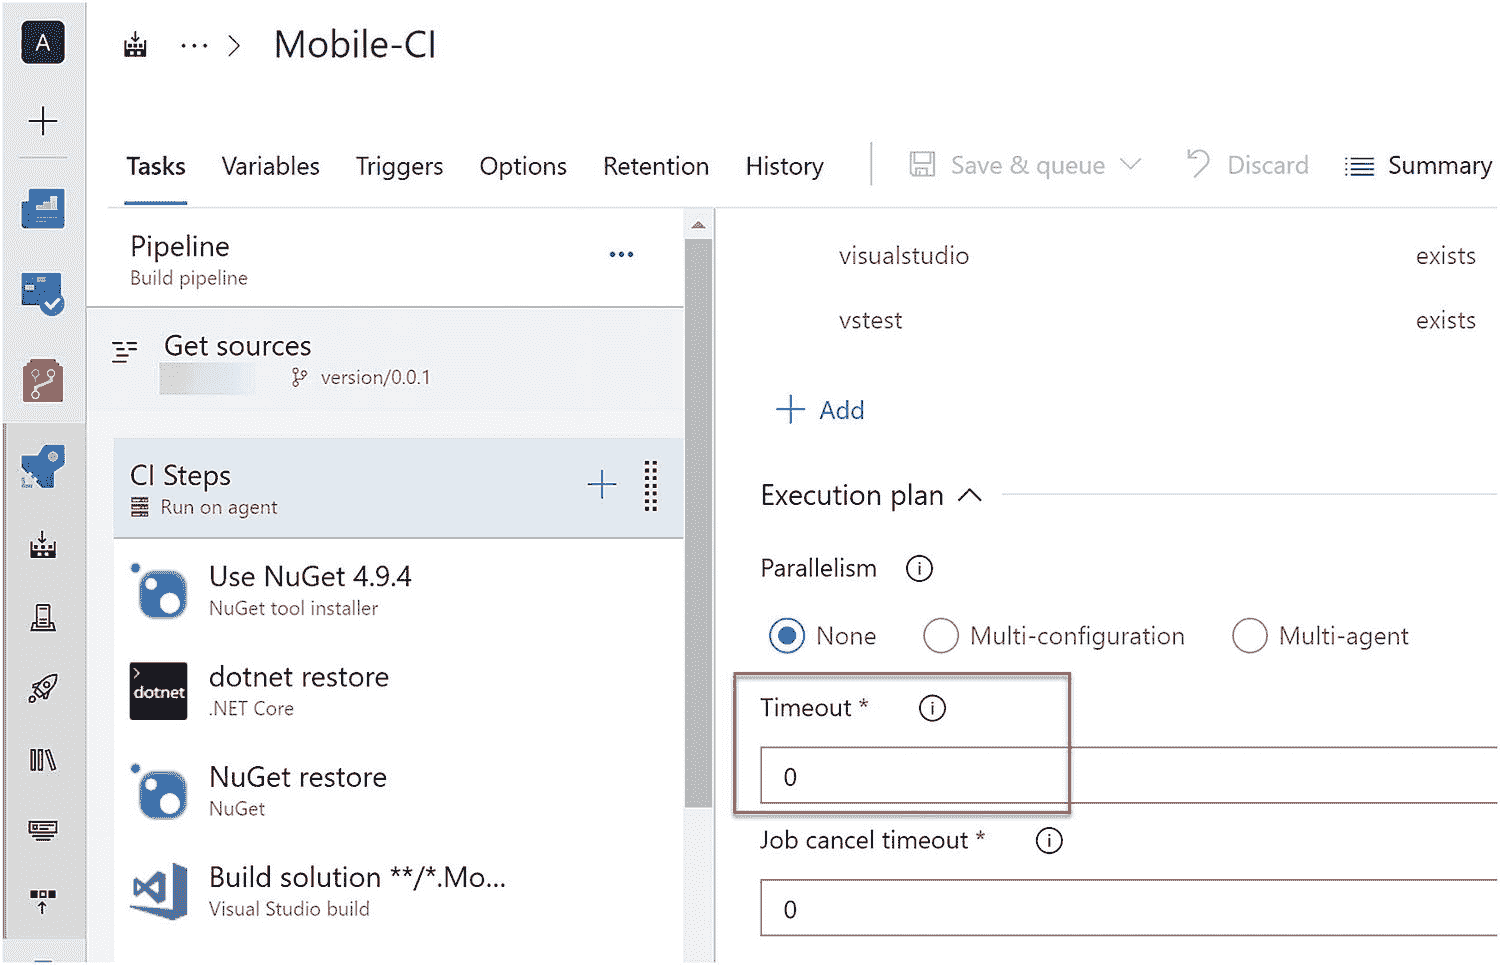 A
... > Mobile-CI
Tasks Variables Triggers Options Retention History Save & queue Discard Summary
Pipeline
Build pipeline
Get sources
version/0.0.1
CI Steps
Run on agent
Use NuGet 4.9.4
NuGet tool installer
dotnet
dotnet restore
.NET Core
NuGet restore
NuGet
Build solution **/*.Mo...
Visual Studio build
visualstudio exists
vstest exists
Add
Execution plan
Parallelism
None Multi-configuration Multi-agent
Timeout *
0
Job cancel timeout *
0